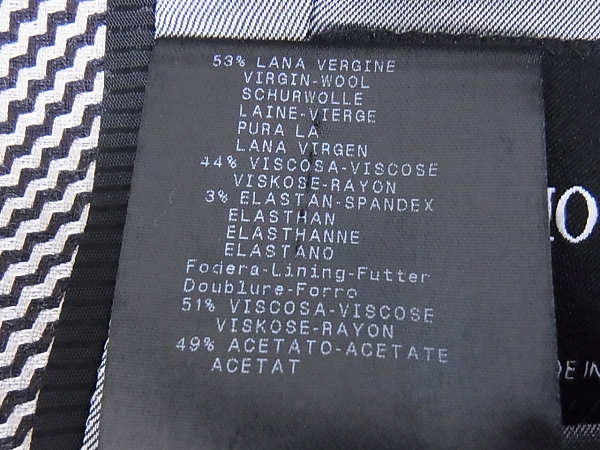 53% LANA VERGINE
VIRGIN-WOOL
SCHURWOLLE
LAINE-VIERGE
PURA LA
LANA VIRGEN
44% VISCOSA-VISCOSE
VISKOSE-RAYON
3% ELASTAN-SPANDEX
ELASTHAN
ELASTHANNE
ELASTANO
Fodera-Lining-Futter
Doublure-Forro
51% VISCOSA-VISCOSE
VISKOSE-RAYON
49% ACETATO-ACETATE
ACETAT
IN